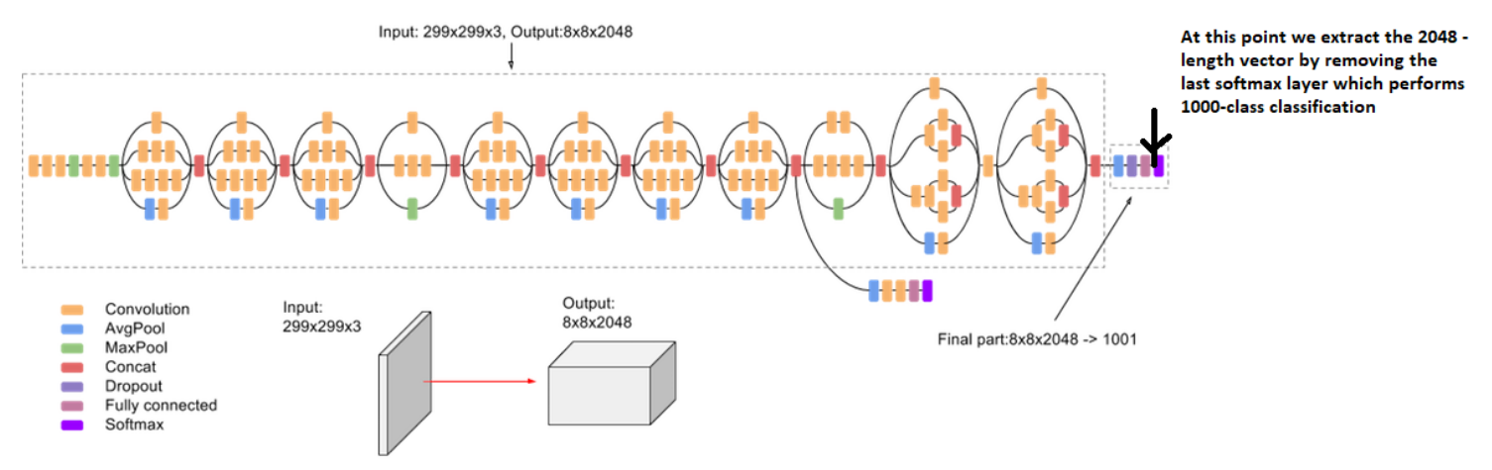 Input: 299x299x3, Output:8x8x2048
At this point we extract the 2048 -
length vector by removing the
last softmax layer which performs
1000-class classification
Convolution
AvgPool
MaxPool
Concat
Dropout
Fully connected
Softmax
Input:
299x299x3
Output:
8x8x2048
Final part:8x8x2048 -> 1001